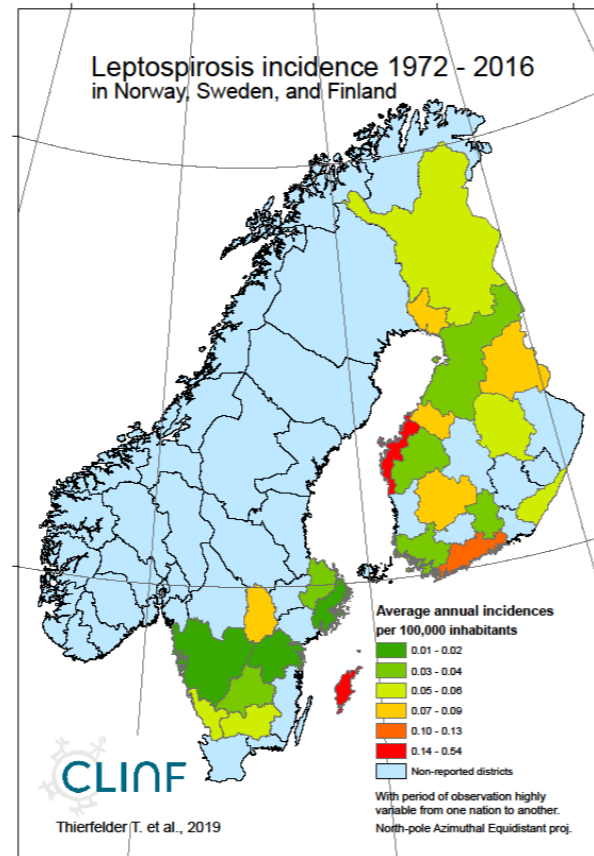 Leptospirosis incidence 1972 - 2016
in Norway, Sweden, and Finland
Average annual incidences
per 100,000 inhabitants
0.01 - 0.02
0.03 - 0.04
0.05 - 0.06
0.07 - 0.09
0.10 - 0.13
0.14 - 0.54
Non-reported districts
With period of observation highly
variable from one nation to another.
North-pole Azimuthal Equidistant proj.
CLINF
Thierfelder T. et al., 2019